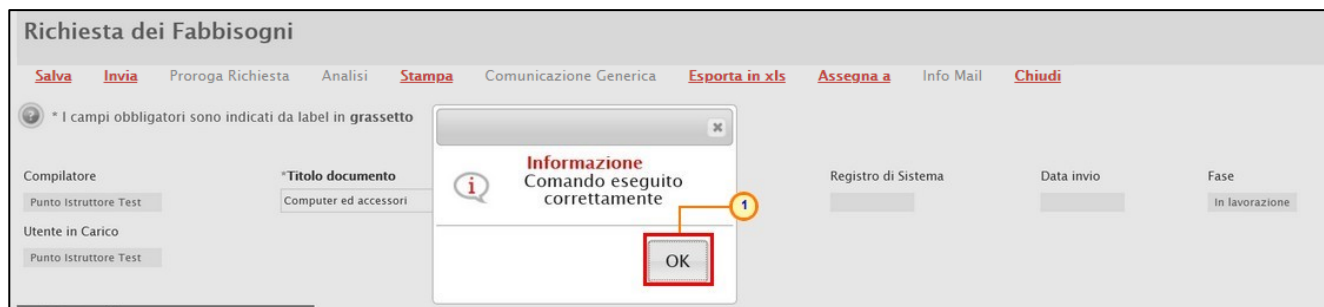 Richiesta dei Fabbisogni
Salva Invia Proroga Richiesta Analisi Stampa Comunicazione Generica Esporta in xls Assegna a Info Mail Chiudi
? * I campi obbligatori sono indicati da label in grassetto
x
i Informazione
Comando eseguito
correttamente
1
OK
Compilatore *Titolo documento Registro di Sistema Data invio Fase
Punto Istruttore Test Computer ed accessori In lavorazione
Utente in Carico
Punto Istruttore Test